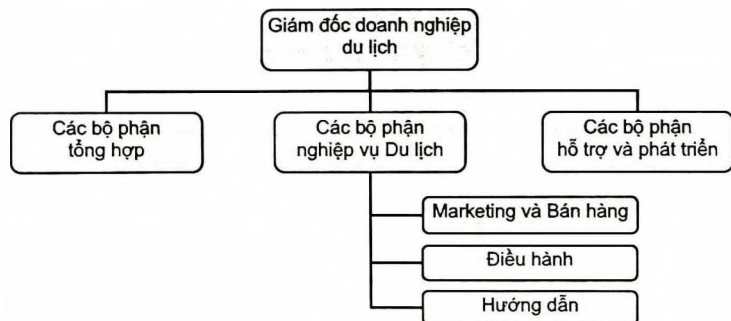 Giám đốc doanh nghiệp
du lịch
Các bộ phận
tổng hợp
Các bộ phận
nghiệp vụ Du lịch
Các bộ phận
hỗ trợ và phát triển
Marketing và Bán hàng
Điều hành
Hướng dẫn